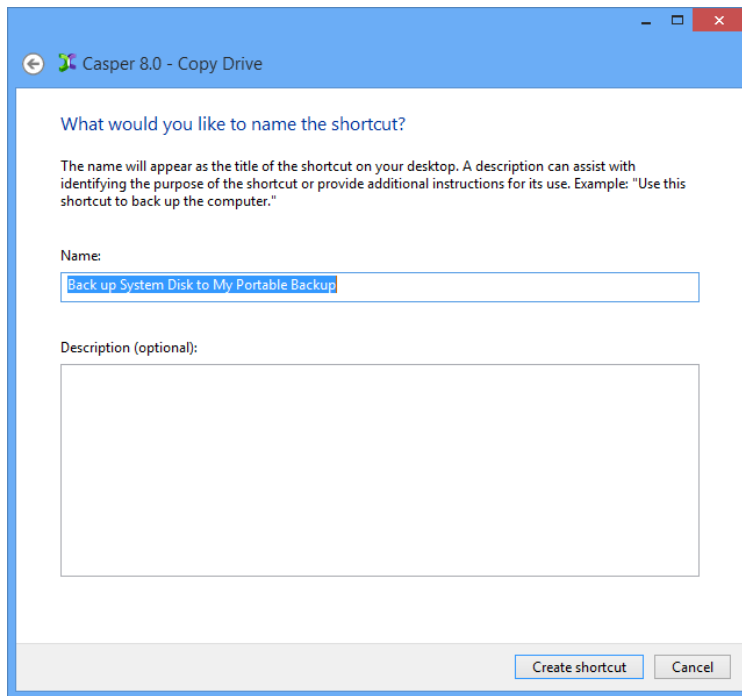 Casper 8.0 - Copy Drive
What would you like to name the shortcut?
The name will appear as the title of the shortcut on your desktop. A description can assist with
identifying the purpose of the shortcut or provide additional instructions for its use. Example: "Use this
shortcut to back up the computer."
Name:
Back up System Disk to My Portable Backup
Description (optional):
Create shortcut Cancel